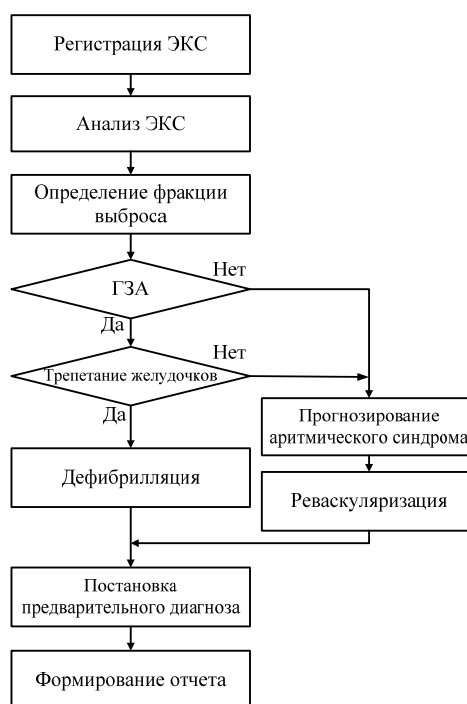 Регистрация ЭКС
Анализ ЭКС
Определение фракции
выброса
ГЗА
Нет
Да
Трепетание желудочков
Нет
Да
Прогнозирование
аритмического синдрома
Дефибрилляция
Реваскуляризация
Постановка
предварительного диагноза
Формирование отчета